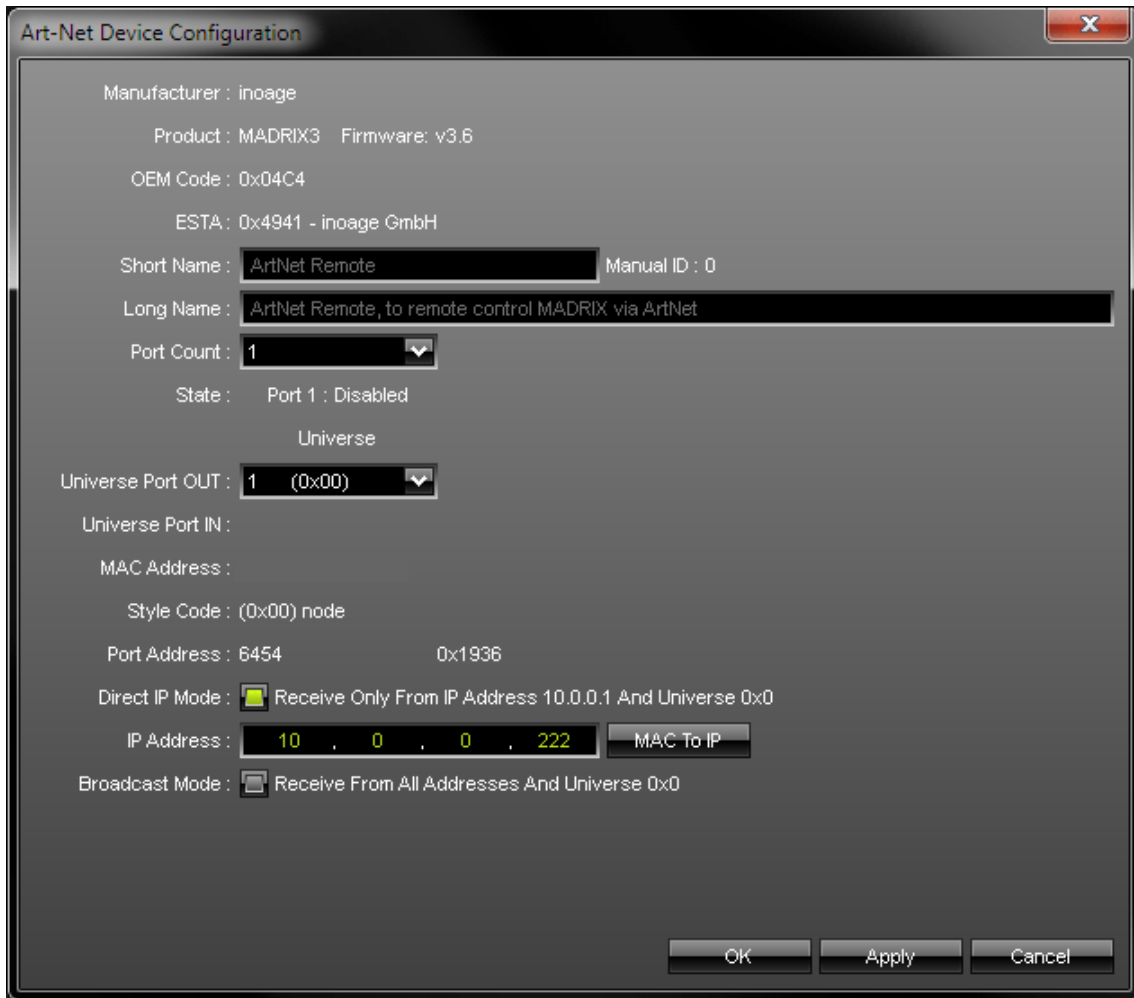 Art-Net Device Configuration
Manufacturer : inoage
Product : MADRIX3 Firmware: v3.6
OEM Code : 0x04C4
ESTA : 0x4941 - inoage GmbH
Short Name : ArtNet Remote Manual ID : 0
Long Name : ArtNet Remote, to remote control MADRIX via ArtNet
Port Count : 1
State : Port 1 : Disabled
Universe
Universe Port OUT : 1 (0x00)
Universe Port IN :
MAC Address :
Style Code : (0x00) node
Port Address : 6454 0x1936
Direct IP Mode : Receive Only From IP Address 10.0.0.1 And Universe 0x0
IP Address : 10 . 0 . 0 . 222 MAC To IP
Broadcast Mode : Receive From All Addresses And Universe 0x0
OK Apply Cancel